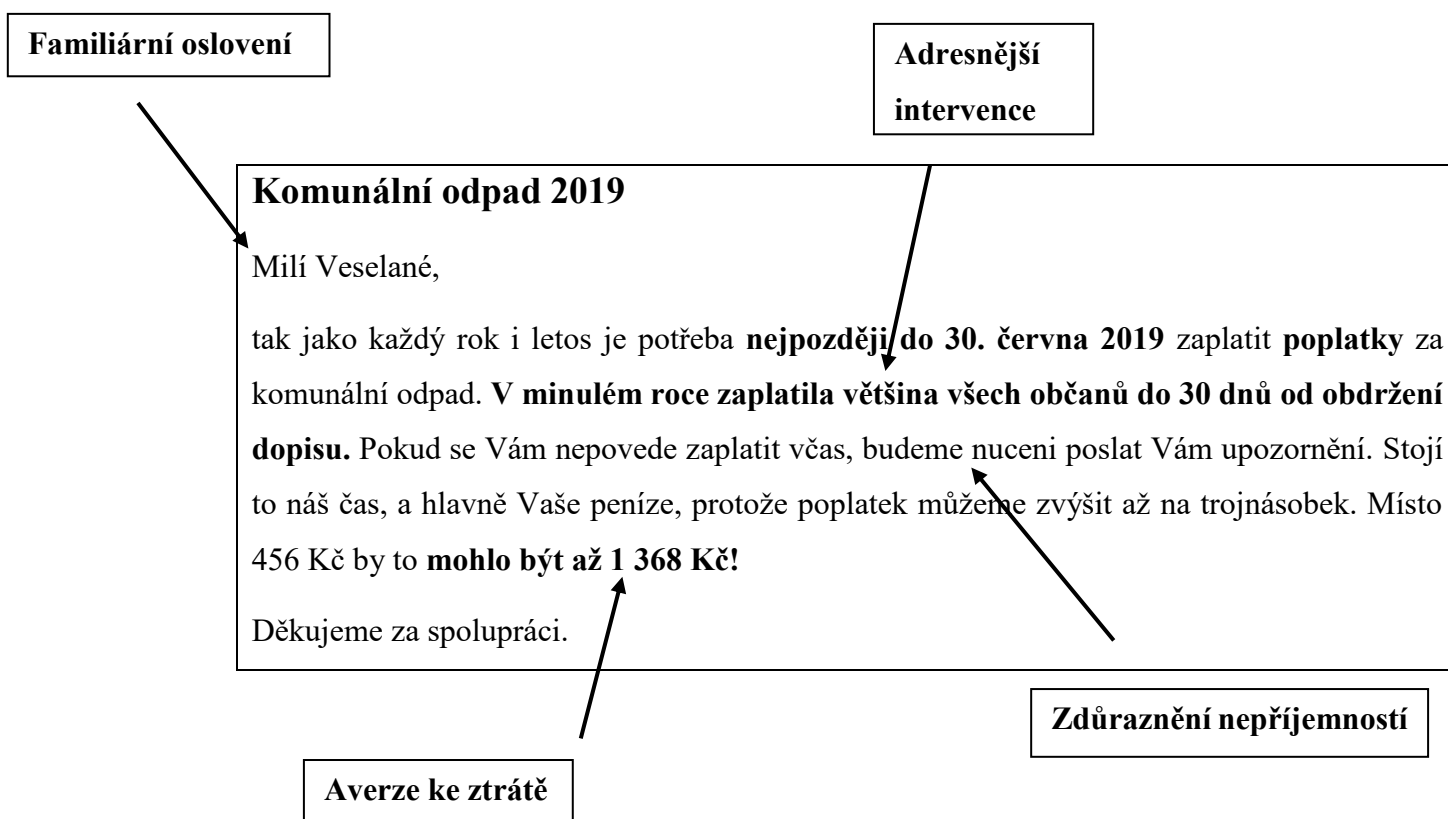 Familiární oslovení
Adresnější
intervence
Komunální odpad 2019
Milí Veselané,
tak jako každý rok i letos je potřeba nejpozději do 30. června 2019 zaplatit poplatky za
komunální odpad. V minulém roce zaplatila většina všech občanů do 30 dnů od obdržení
dopisu. Pokud se Vám nepovede zaplatit včas, budeme nuceni poslat Vám upozornění. Stojí
to náš čas, a hlavně Vaše peníze, protože poplatek můžeme zvýšit až na trojnásobek. Místo
456 Kč by to mohlo být až 1 368 Kč!
Děkujeme za spolupráci.
Zdůraznění nepříjemností
Averze ke ztrátě